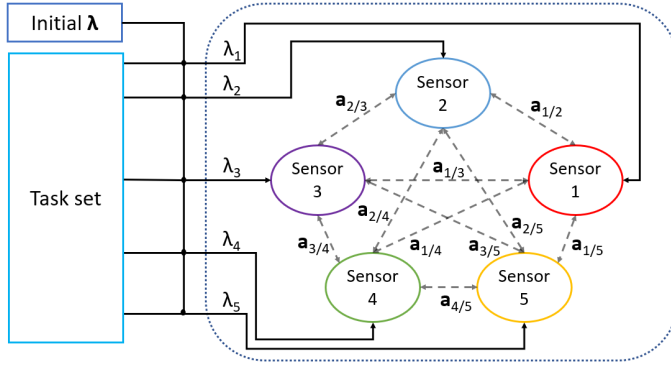 Initial λ
Task set
λ1
λ2
λ3
λ4
λ5
Sensor
2
a2/3
a1/2
Sensor
3
a1/3
Sensor
1
a2/4
a2/5
a3/4
a1/4
a3/5
a1/5
Sensor
4
a4/5
Sensor
5